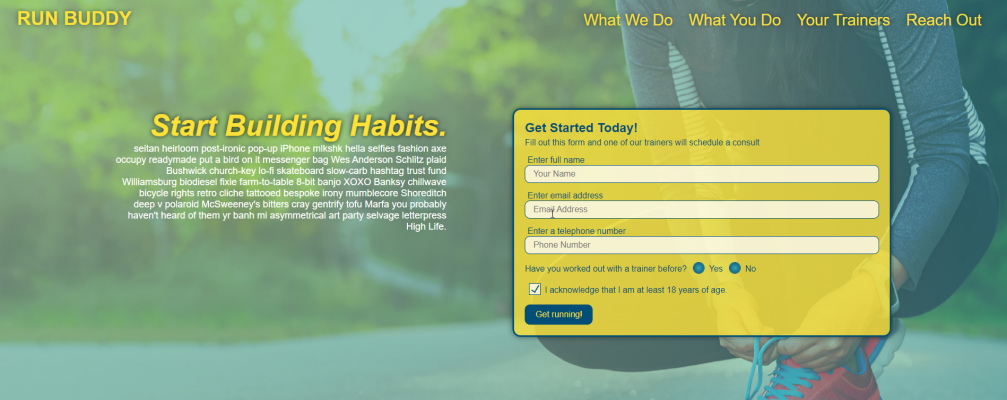 RUN BUDDY
What We Do What You Do Your Trainers Reach Out
Start Building Habits.
seitan heirloom post-ironic pop-up iPhone mlkshk hella selfies fashion axe
occupy readymade put a bird on it messenger bag Wes Anderson Schlitz plaid
Bushwick church-key lo-fi skateboard slow-carb hashtag trust fund
Williamsburg biodiesel fixie farm-to-table 8-bit banjo XOXO Banksy chillwave
bicycle rights retro cliche tattooed bespoke irony mumblecore Shoreditch
deep v polaroid McSweeney's bitters cray gentrify tofu Marfa you probably
haven't heard of them yr banh mi asymmetrical art party selvage letterpress
High Life.
Get Started Today!
Fill out this form and one of our trainers will schedule a consult
Enter full name
Your Name
Enter email address
Email Address
Enter a telephone number
Phone Number
Have you worked out with a trainer before? Yes No
I acknowledge that I am at least 18 years of age.
Get running!